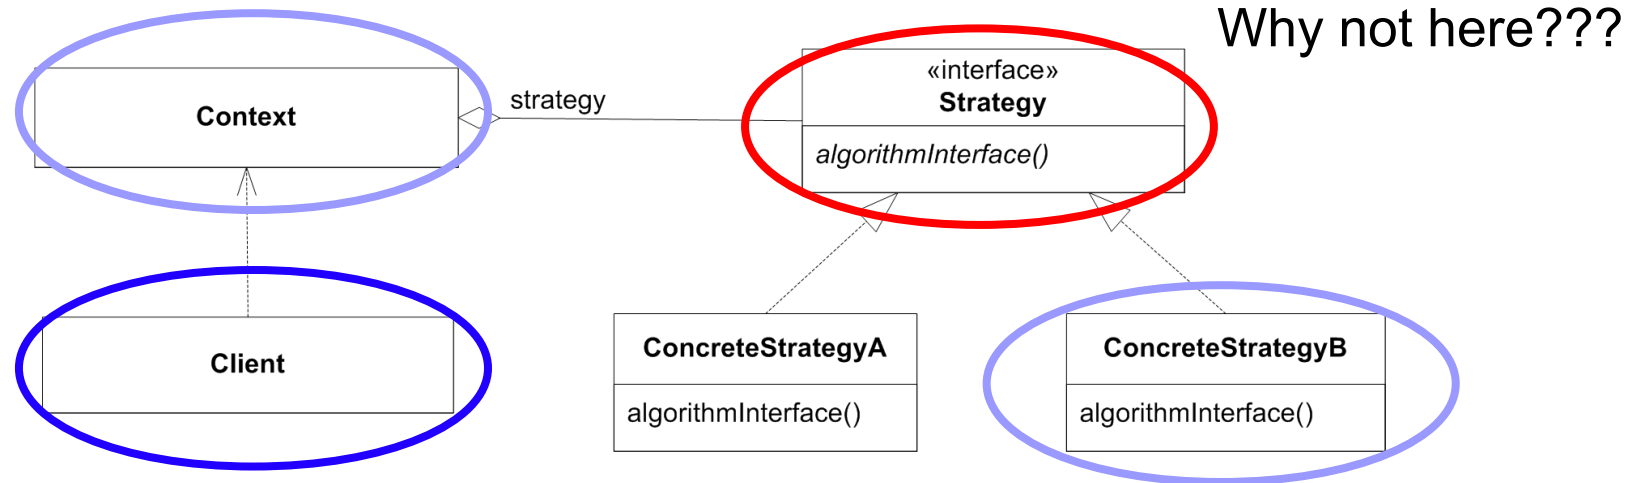 Why not here???
Context
strategy
«interface»
Strategy
algorithmInterface()
Client
ConcreteStrategyA
algorithmInterface()
ConcreteStrategyB
algorithmInterface()